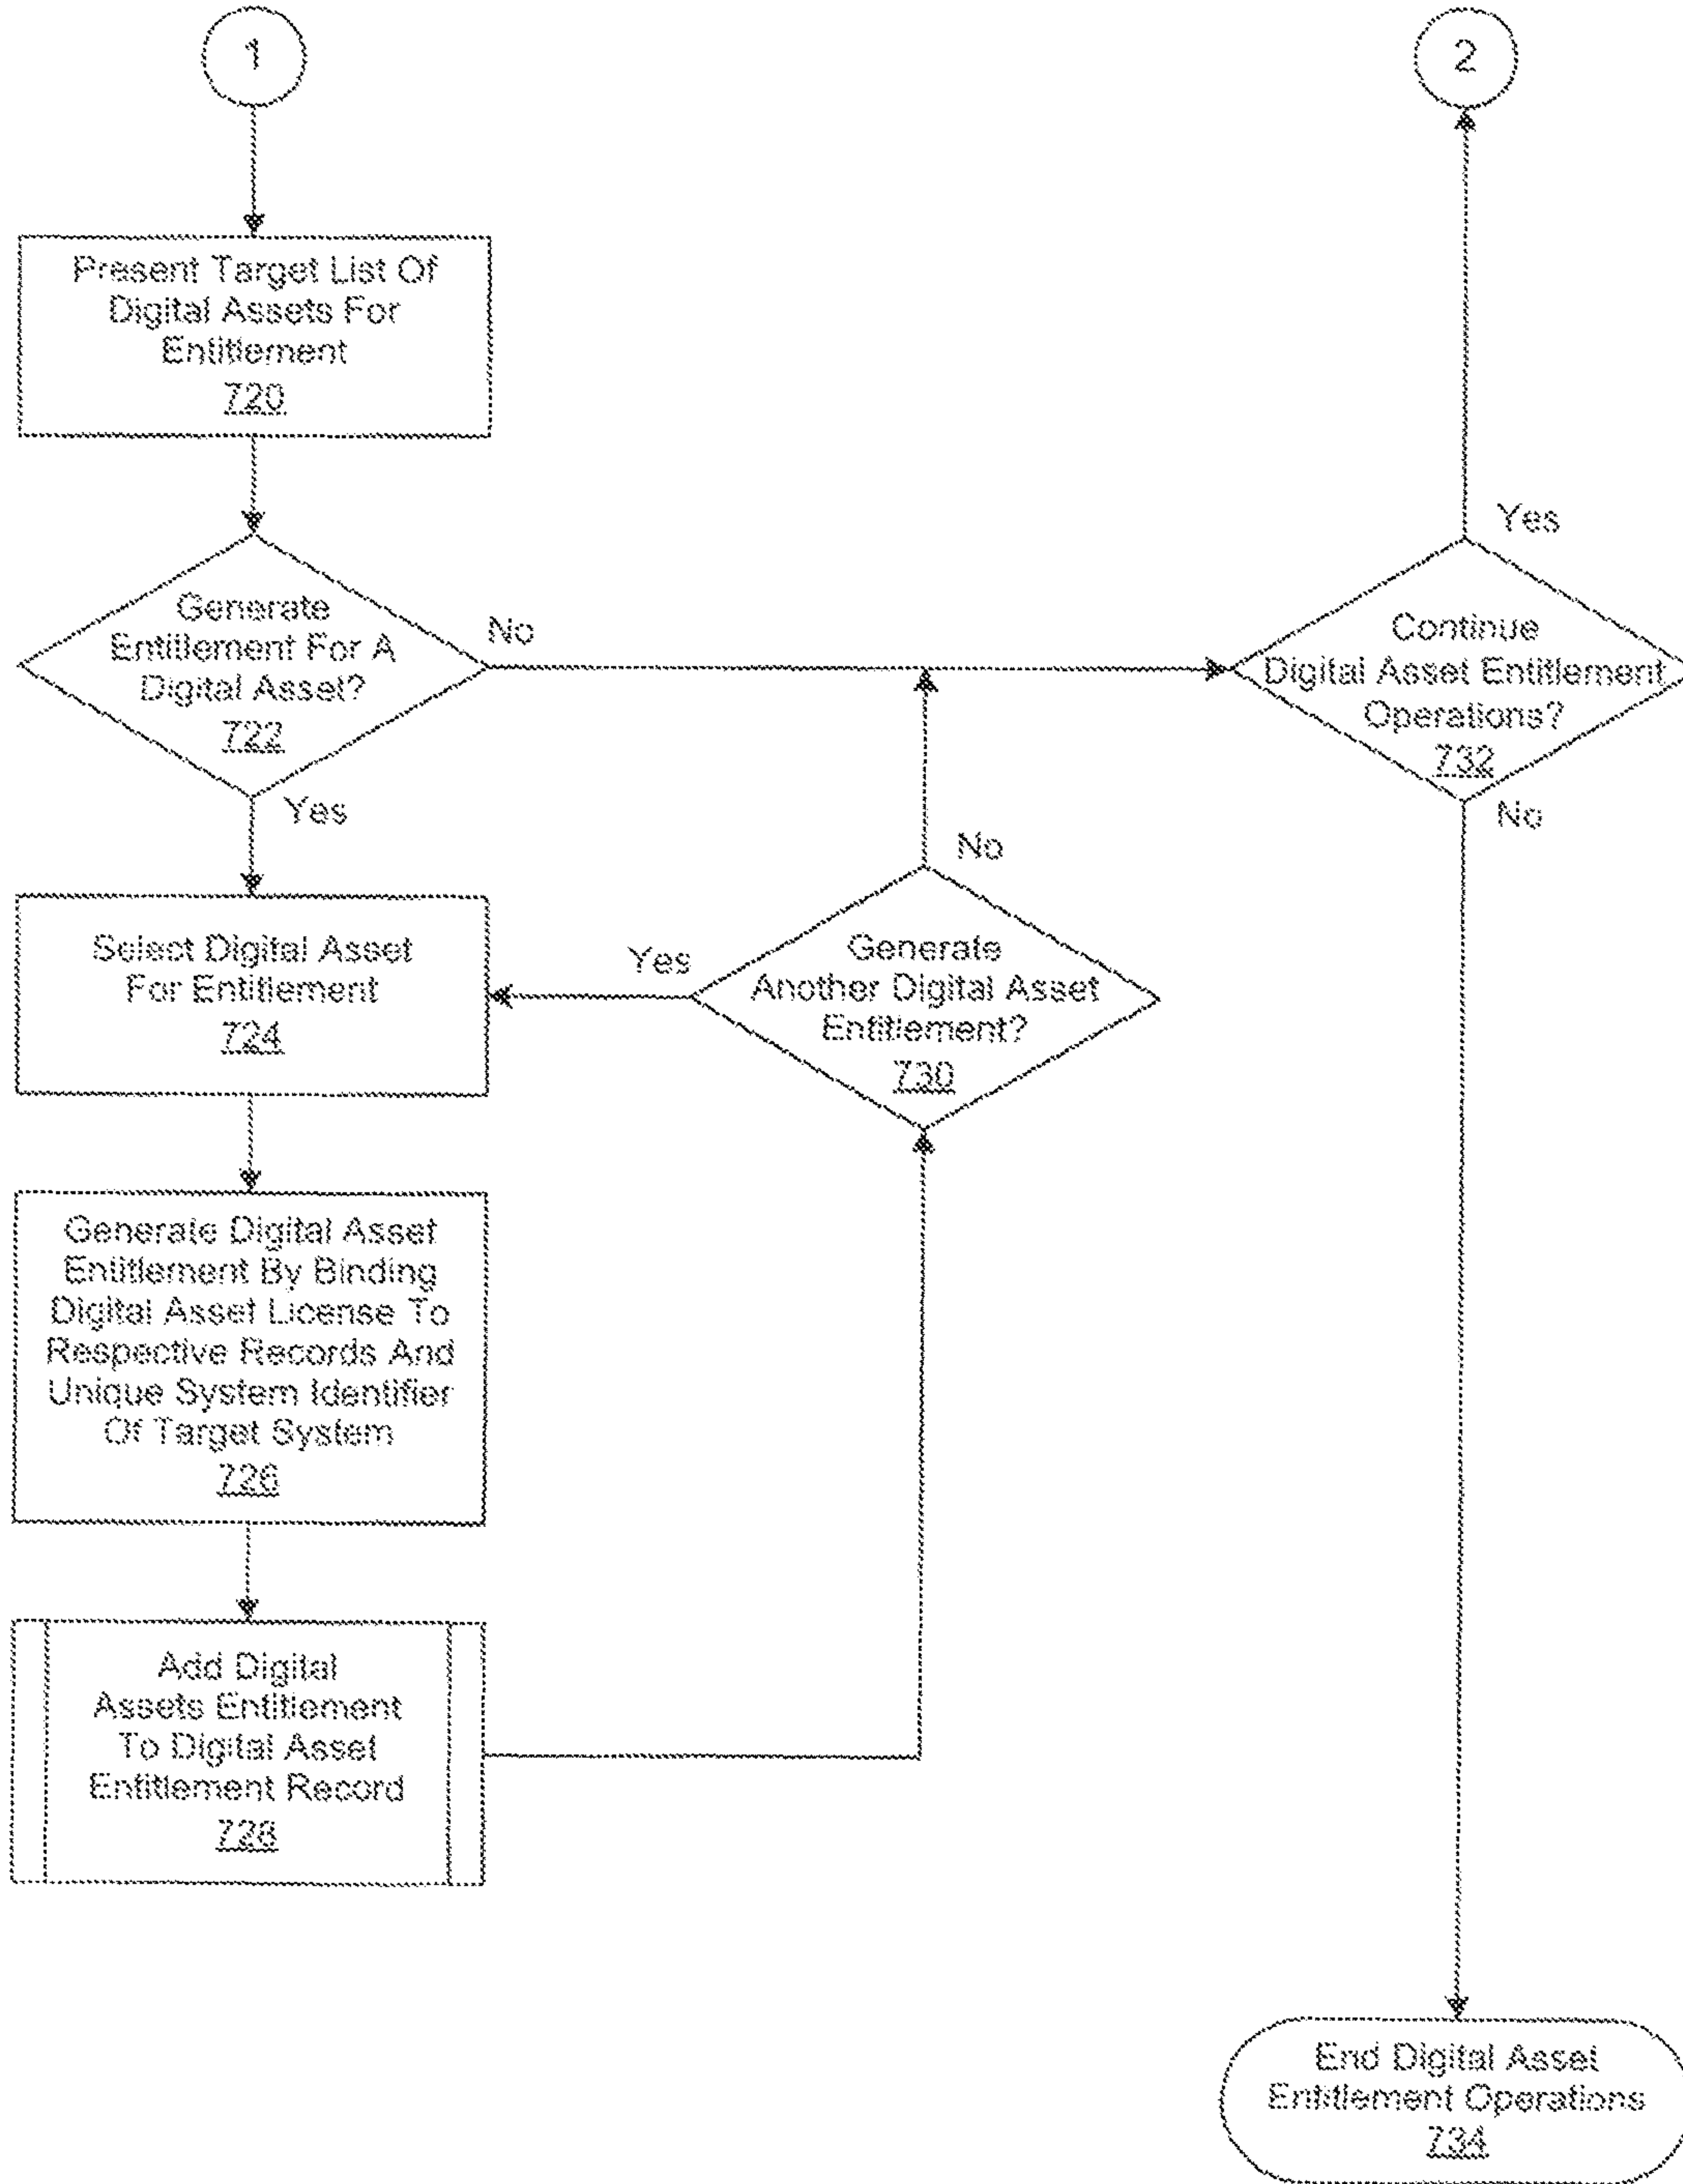 1
2
Present Target List Of
Digital Assets For
Entitlement
720
Yes
Generate
Entitlement For A
Digital Asset?
722
No
Continue
Digital Asset Entitlement
Operations?
732
Yes
No
No
Select Digital Asset
For Entitlement
724
Yes
Generate
Another Digital Asset
Entitlement?
730
Generate Digital Asset
Entitlement By Binding
Digital Asset License To
Respective Records And
Unique System Identifier
Of Target System
726
Add Digital
Assets Entitlement
To Digital Asset
Entitlement Record
728
End Digital Asset
Entitlement Operations
734